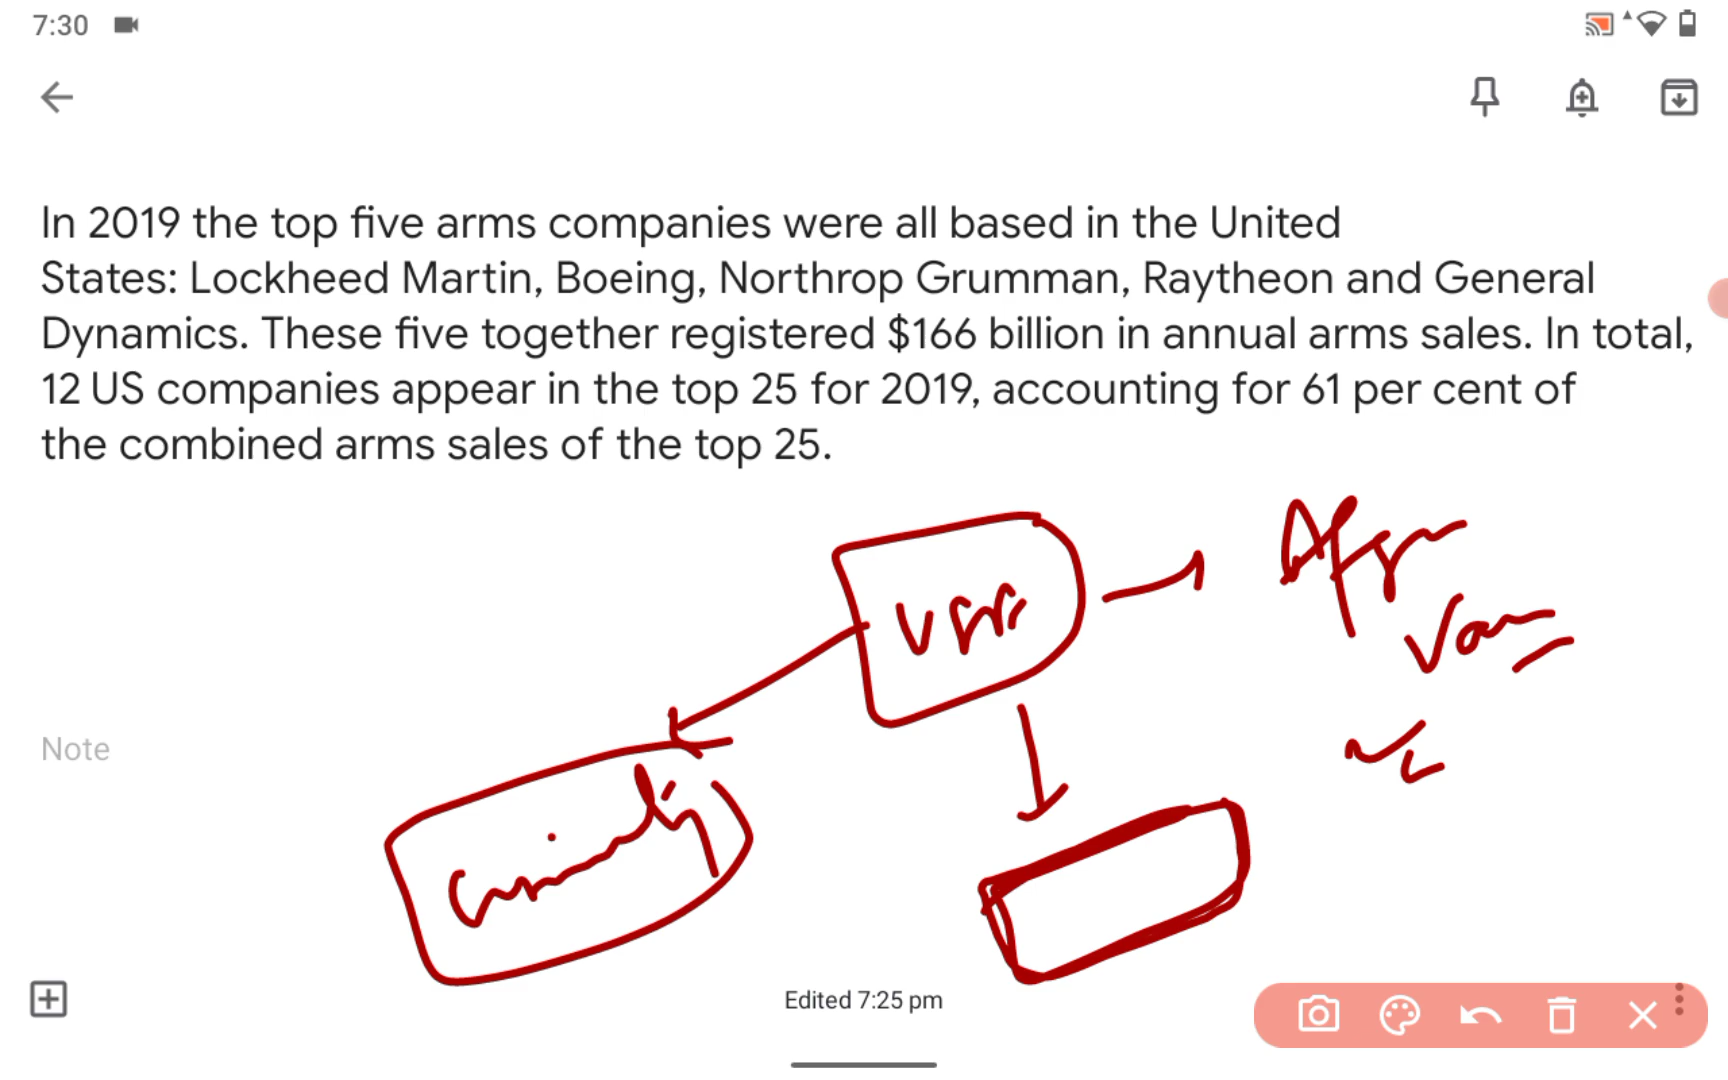 7:30
In 2019 the top five arms companies were all based in the United
States: Lockheed Martin, Boeing, Northrop Grumman, Raytheon and General
Dynamics. These five together registered $166 billion in annual arms sales. In total,
12 US companies appear in the top 25 for 2019, accounting for 61 per cent of
the combined arms sales of the top 25.
Note
Edited 7:25 pm